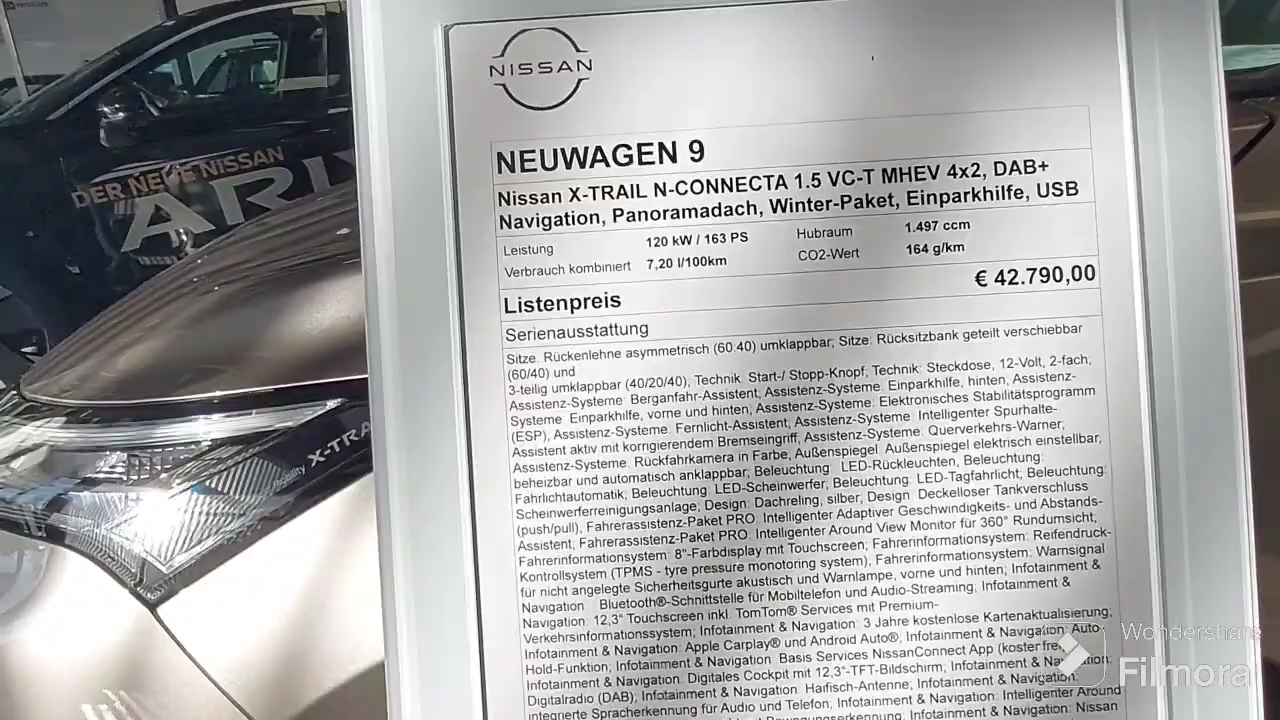 NISSAN
NEUWAGEN 9
Nissan X-TRAIL N-CONNECTA 1.5 VC-T MHEV 4x2, DAB+
Navigation, Panoramadach, Winter-Paket, Einparkhilfe, USB
Leistung 120 kW / 163 PS Hubraum 1.497 ccm
Verbrauch kombiniert 7,20 l/100km CO2-Wert 164 g/km
Listenpreis € 42.790,00
Serienausstattung
Sitze: Rückenlehne asymmetrisch (60:40) umklappbar; Sitze: Rücksitzbank geteilt verschiebbar
(60/40) und
3-teilig umklappbar (40/20/40), Technik: Start-/ Stopp-Knopf, Technik: Steckdose, 12-Volt, 2-fach,
Assistenz-Systeme: Berganfahr-Assistent, Assistenz-Systeme: Einparkhilfe, hinten, Assistenz-
Systeme: Einparkhilfe, vorne und hinten, Assistenz-Systeme: Elektronisches Stabilitätsprogramm
(ESP), Assistenz-Systeme: Fernlicht-Assistent, Assistenz-Systeme: Intelligenter Spurhalte-
Assistent aktiv mit korrigierendem Bremseingriff, Assistenz-Systeme: Querverkehrs-Warner,
Assistenz-Systeme: Rückfahrkamera in Farbe, Außenspiegel: Außenspiegel elektrisch einstellbar,
beheizbar und automatisch anklappbar, Beleuchtung: LED-Rückleuchten, Beleuchtung:
Fahrlichtautomatik, Beleuchtung: LED-Scheinwerfer, Beleuchtung: LED-Tagfahrlicht; Beleuchtung:
Scheinwerferreinigungsanlage, Design: Dachreling, silber, Design: Deckelloser Tankverschluss
(push/pull), Fahrerassistenz-Paket PRO: Intelligenter Adaptiver Geschwindigkeits- und Abstands-
Assistent, Fahrerassistenz-Paket PRO: Intelligenter Around View Monitor für 360° Rundumsicht;
Fahrerinformationsystem: 8"-Farbdisplay mit Touchscreen; Fahrerinformationsystem: Reifendruck-
Kontrollsystem (TPMS - tyre pressure monotoring system), Fahrerinformationsystem: Warnsignal
für nicht angelegte Sicherheitsgurte akustisch und Warnlampe, vorne und hinten; Infotainment &
Navigation: Bluetooth®-Schnittstelle für Mobiltelefon und Audio-Streaming; Infotainment &
Navigation: 12,3" Touchscreen inkl. TomTom® Services mit Premium-
Verkehrsinformationssystem; Infotainment & Navigation: 3 Jahre kostenlose Kartenaktualisierung;
Infotainment & Navigation: Apple Carplay® und Android Auto®, Infotainment & Navigation: Auto-
Hold-Funktion; Infotainment & Navigation: Basis Services NissanConnect App (kostenfrei),
Infotainment & Navigation: Digitales Cockpit mit 12,3"-TFT-Bildschirm; Infotainment & Navigation:
Digitalradio (DAB); Infotainment & Navigation: Haifisch-Antenne; Infotainment & Navigation:
integrierte Spracherkennung für Audio und Telefon; Infotainment & Navigation: Intelligenter Around
Bewegungserkennung, Infotainment & Navigation: Nissan
DER NEUE NISSAN
ARI
Mobility X-TRA
Wondershare
Filmora